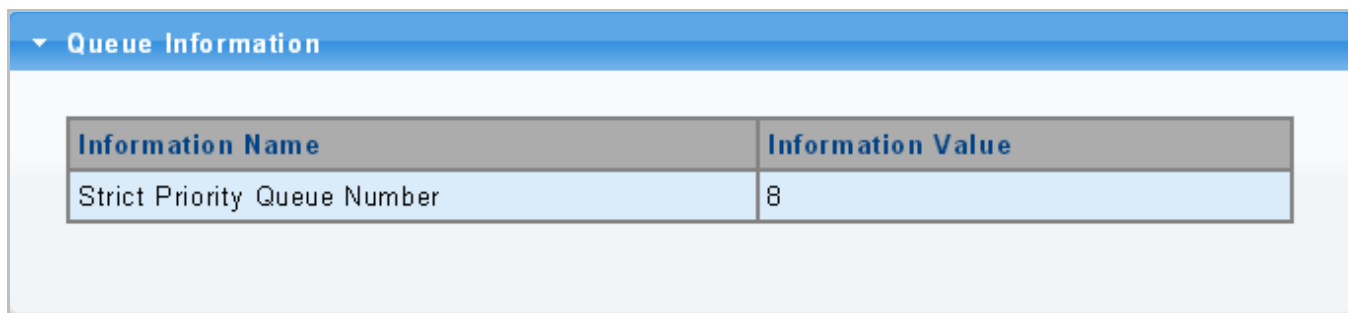 Queue Information
Information Name Information Value
Strict Priority Queue Number 8